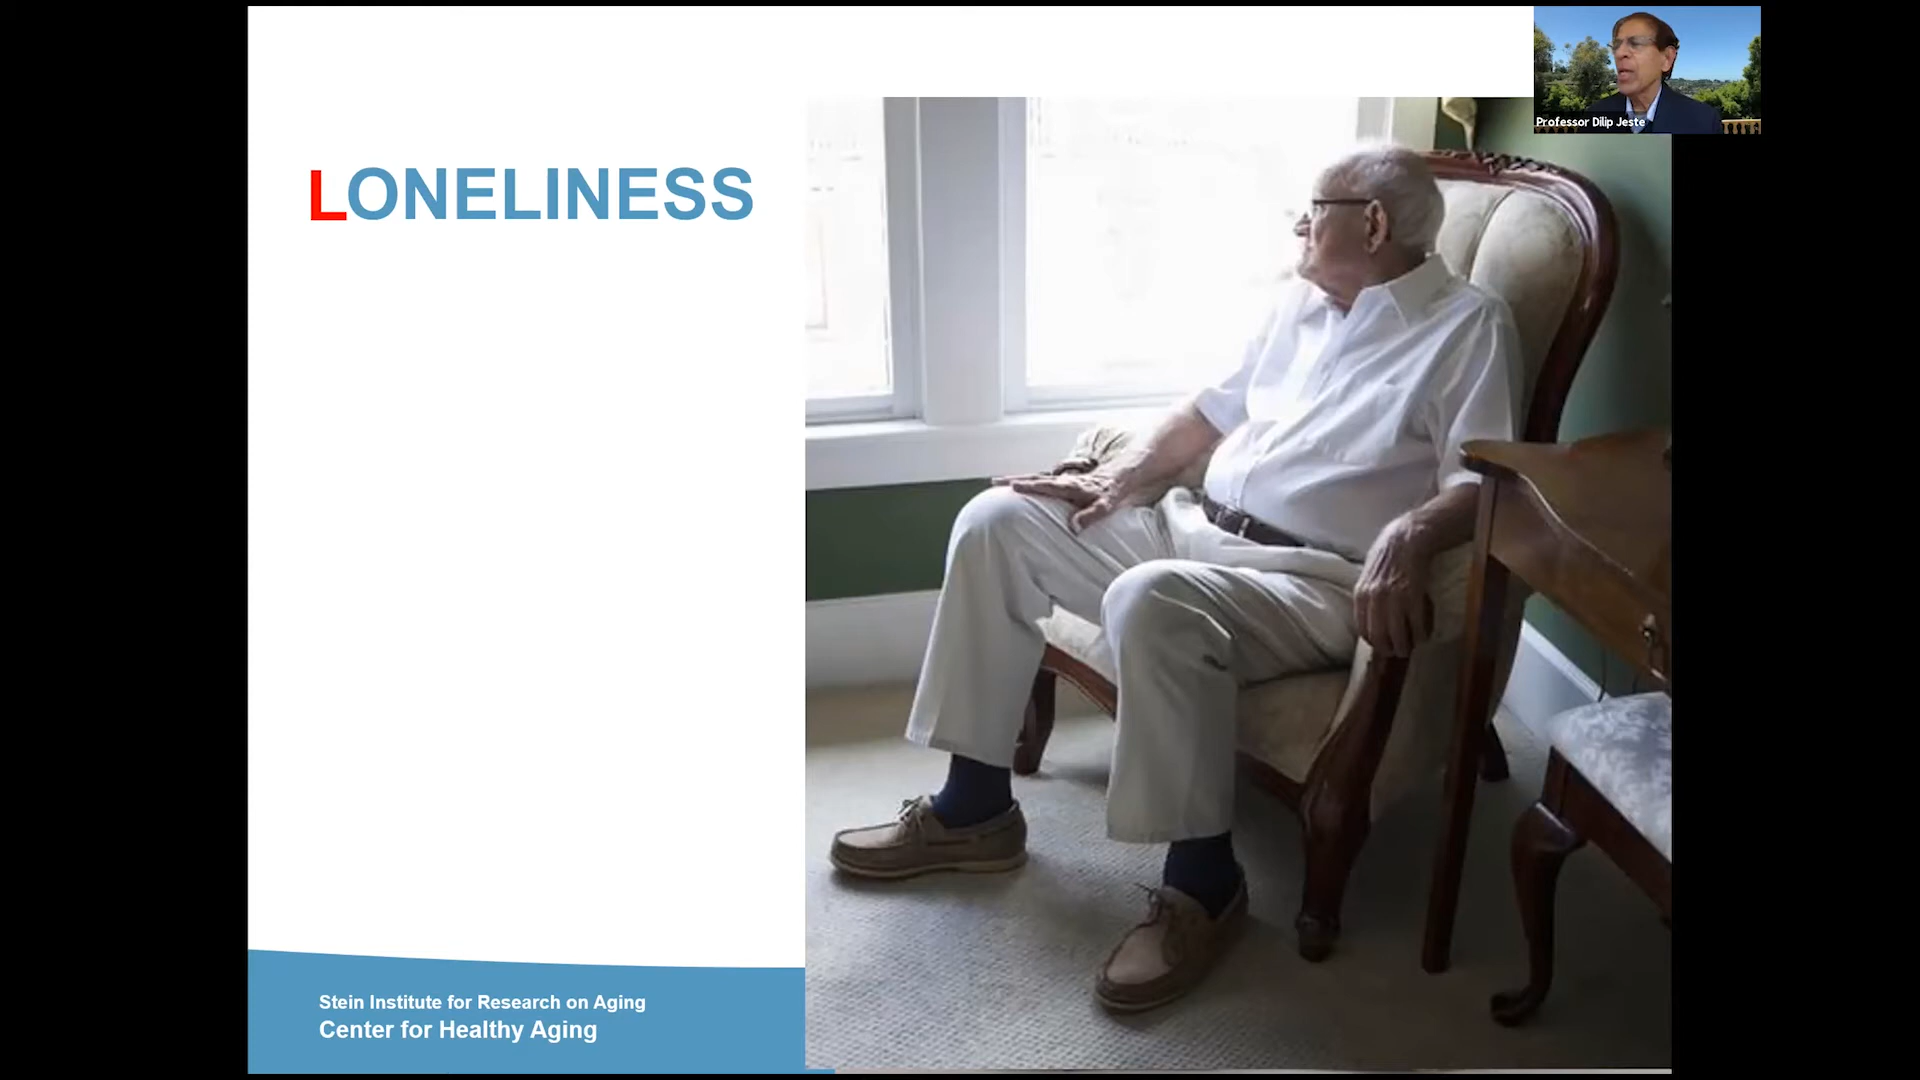 Professor Dilip Jeste
LONELINESS
Stein Institute for Research on Aging
Center for Healthy Aging